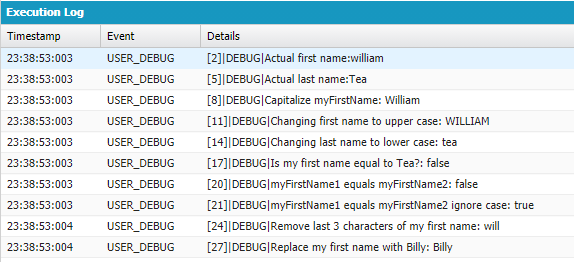 Execution Log
Timestamp Event Details
23:38:53:003 USER_DEBUG [2]|DEBUG|Actual first name:william
23:38:53:003 USER_DEBUG [5]|DEBUG|Actual last name:Tea
23:38:53:003 USER_DEBUG [8]|DEBUG|Capitalize myFirstName: William
23:38:53:003 USER_DEBUG [11]|DEBUG|Changing first name to upper case: WILLIAM
23:38:53:003 USER_DEBUG [14]|DEBUG|Changing last name to lower case: tea
23:38:53:003 USER_DEBUG [17]|DEBUG|Is my first name equal to Tea?: false
23:38:53:003 USER_DEBUG [20]|DEBUG|myFirstName1 equals myFirstName2: false
23:38:53:003 USER_DEBUG [21]|DEBUG|myFirstName1 equals myFirstName2 ignore case: true
23:38:53:004 USER_DEBUG [24]|DEBUG|Remove last 3 characters of my first name: will
23:38:53:004 USER_DEBUG [27]|DEBUG|Replace my first name with Billy: Billy